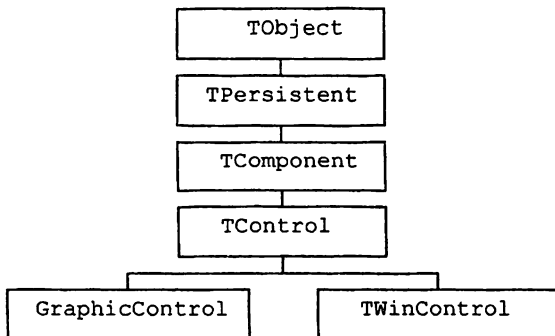 TObject
TPersistent
TComponent
TControl
GraphicControl
TWinControl